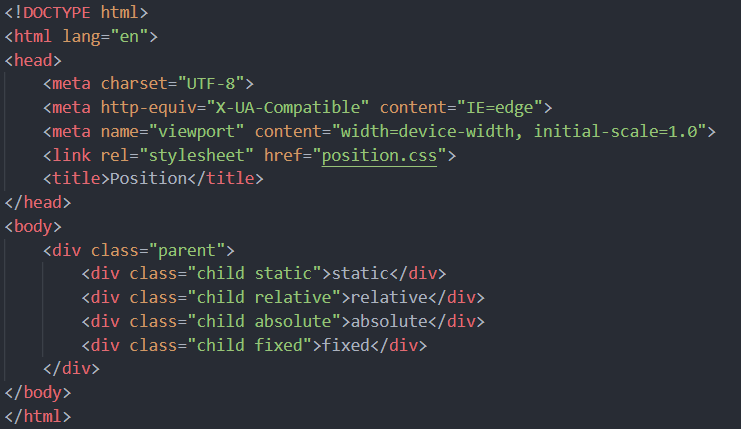 <!DOCTYPE html>
<html lang="en">
<head>
    <meta charset="UTF-8">
    <meta http-equiv="X-UA-Compatible" content="IE=edge">
    <meta name="viewport" content="width=device-width, initial-scale=1.0">
    <link rel="stylesheet" href="position.css">
    <title>Position</title>
</head>
<body>
    <div class="parent">
        <div class="child static">static</div>
        <div class="child relative">relative</div>
        <div class="child absolute">absolute</div>
        <div class="child fixed">fixed</div>
    </div>
</body>
</html>